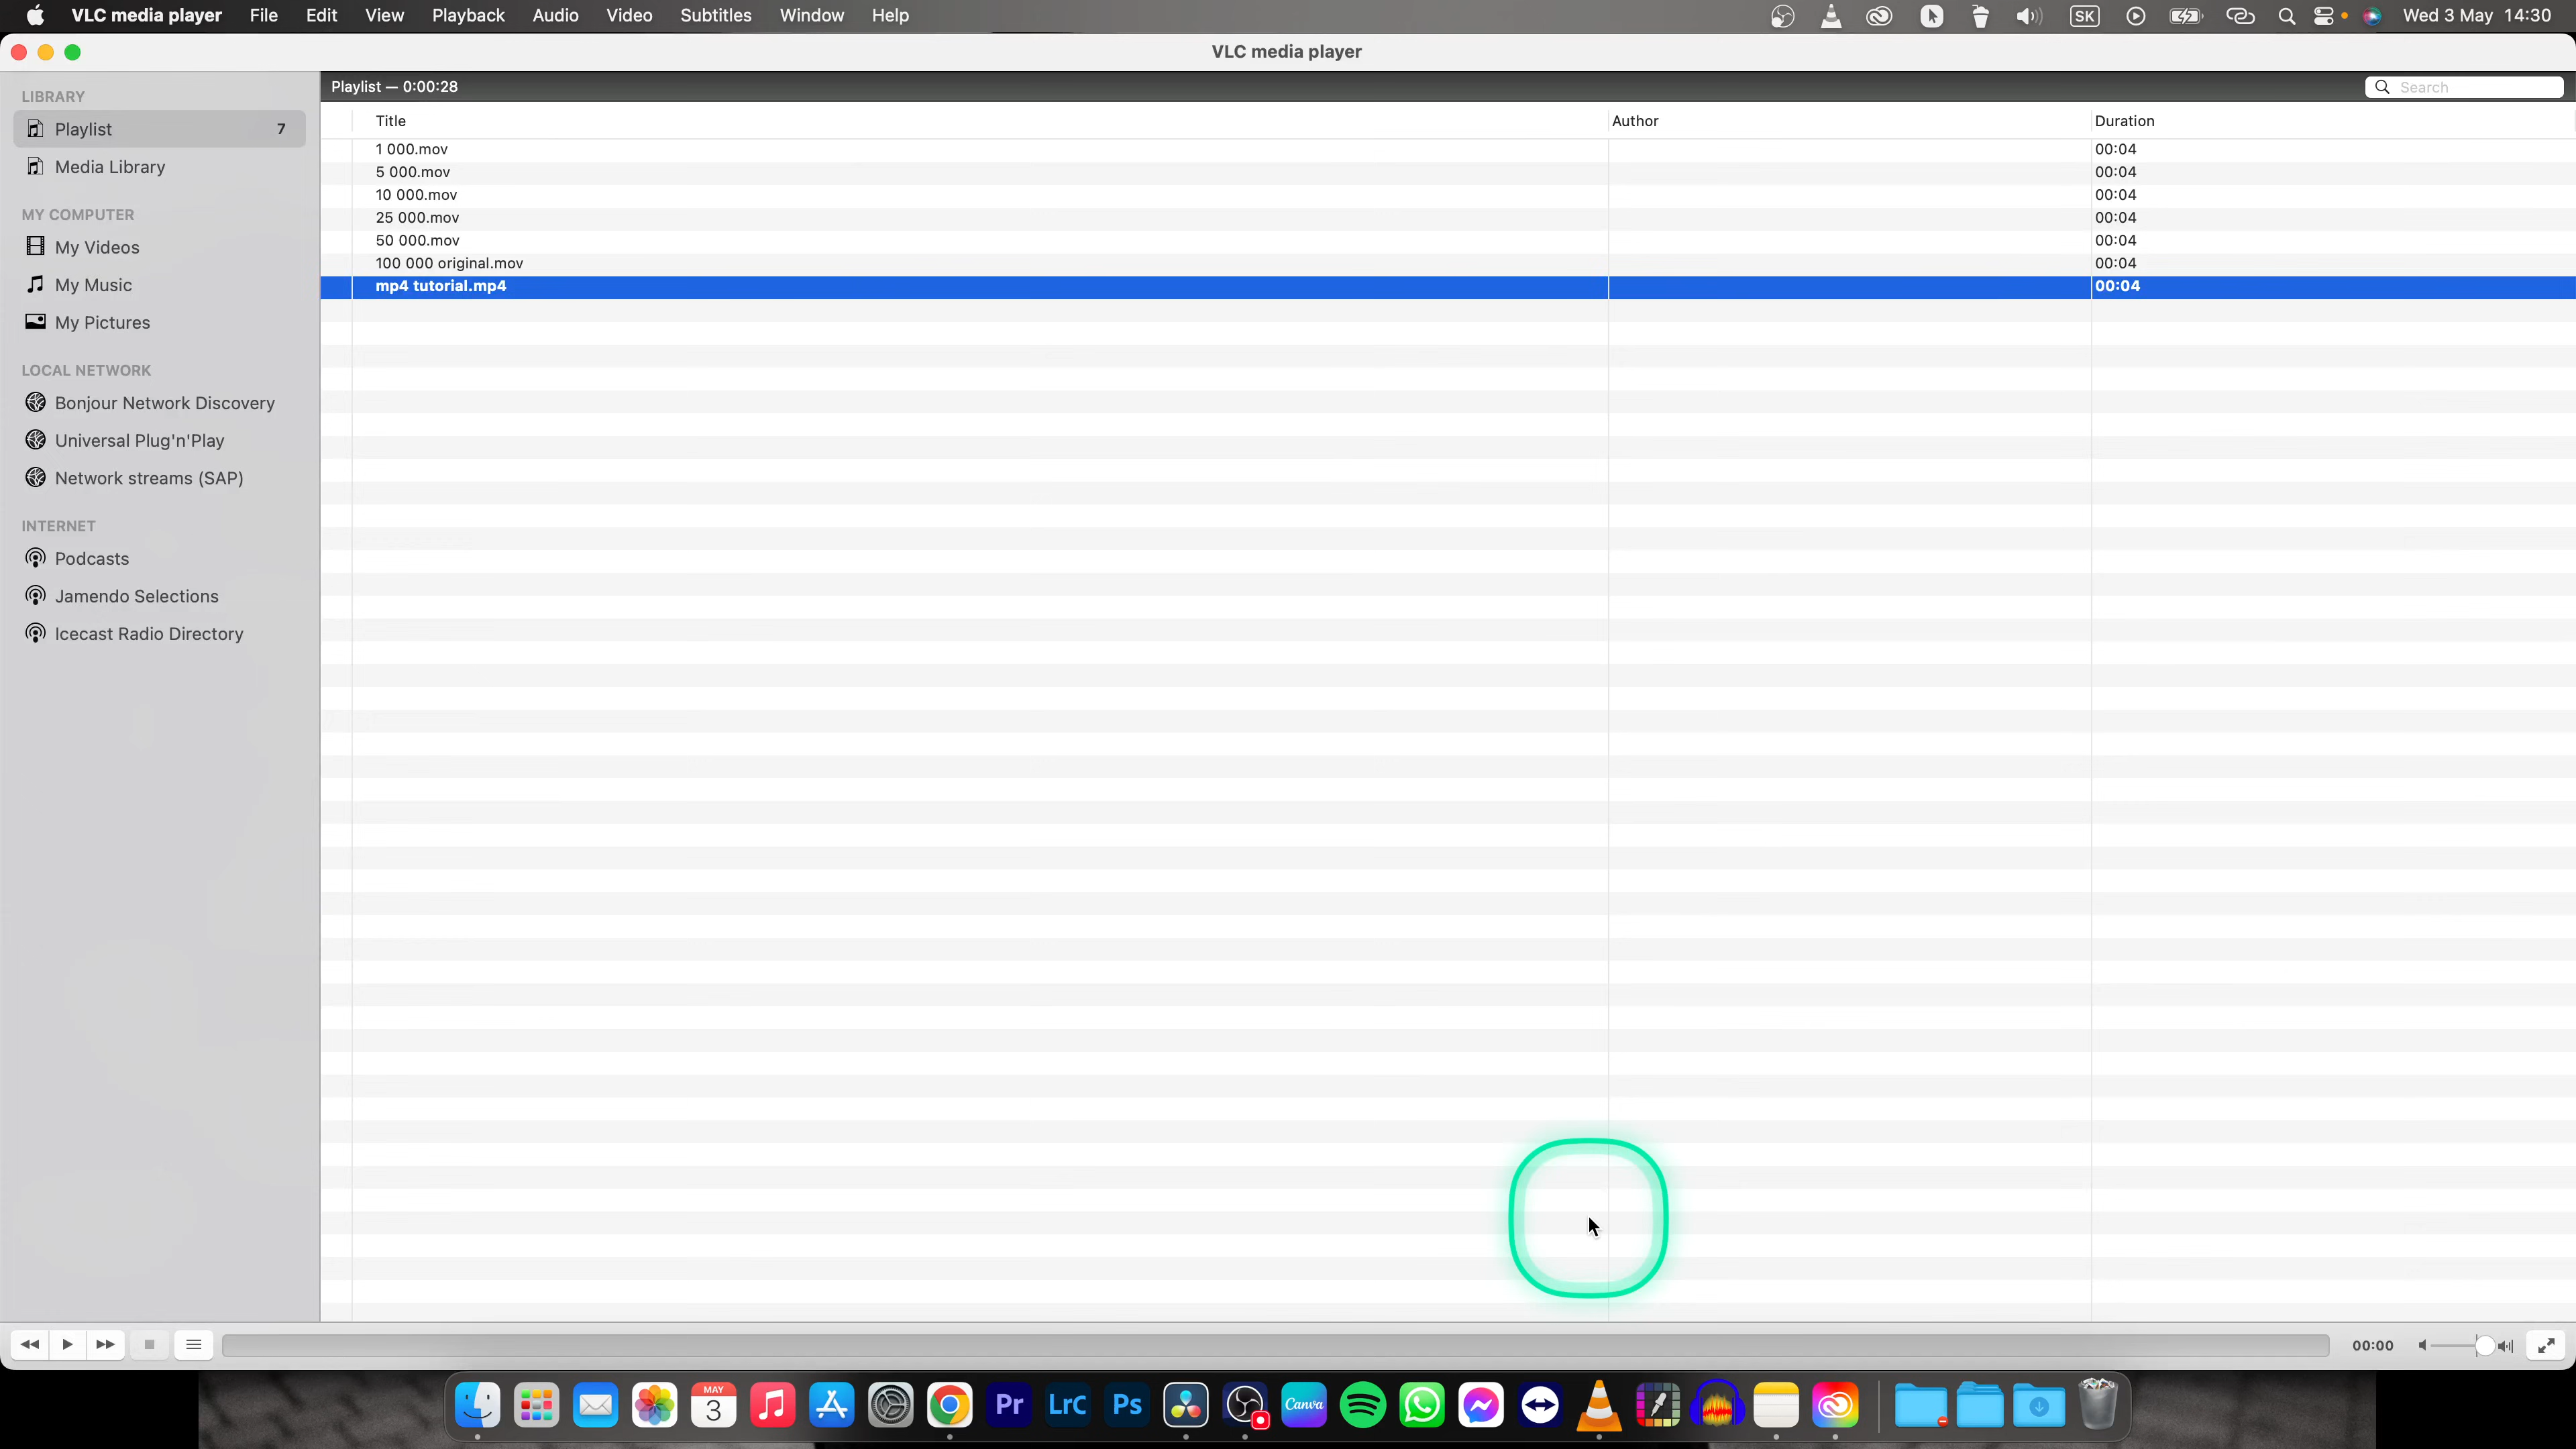 VLC media player File Edit View Playback Audio Video Subtitles Window Help SK Wed 3 May 14:30
VLC media player
LIBRARY
Playlist 7
Media Library
MY COMPUTER
My Videos
My Music
My Pictures
LOCAL NETWORK
Bonjour Network Discovery
Universal Plug'n'Play
Network streams (SAP)
INTERNET
Podcasts
Jamendo Selections
Icecast Radio Directory
Playlist — 0:00:28 Search
Title Author Duration
1 000.mov 00:04
5 000.mov 00:04
10 000.mov 00:04
25 000.mov 00:04
50 000.mov 00:04
100 000 original.mov 00:04
mp4 tutorial.mp4 00:04
00:00
MAY
3
Pr LrC Ps Canva